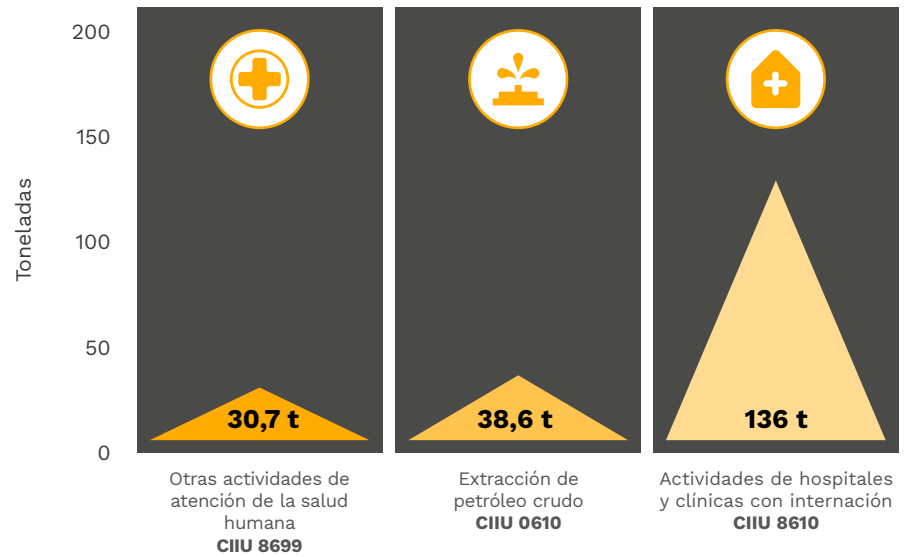 200
150
100
50
0
Toneladas
30,7 t
38,6 t
136 t
Otras actividades de
atención de la salud
humana
CIIU 8699
Extracción de
petróleo crudo
CIIU 0610
Actividades de hospitales
y clínicas con internación
CIIU 8610